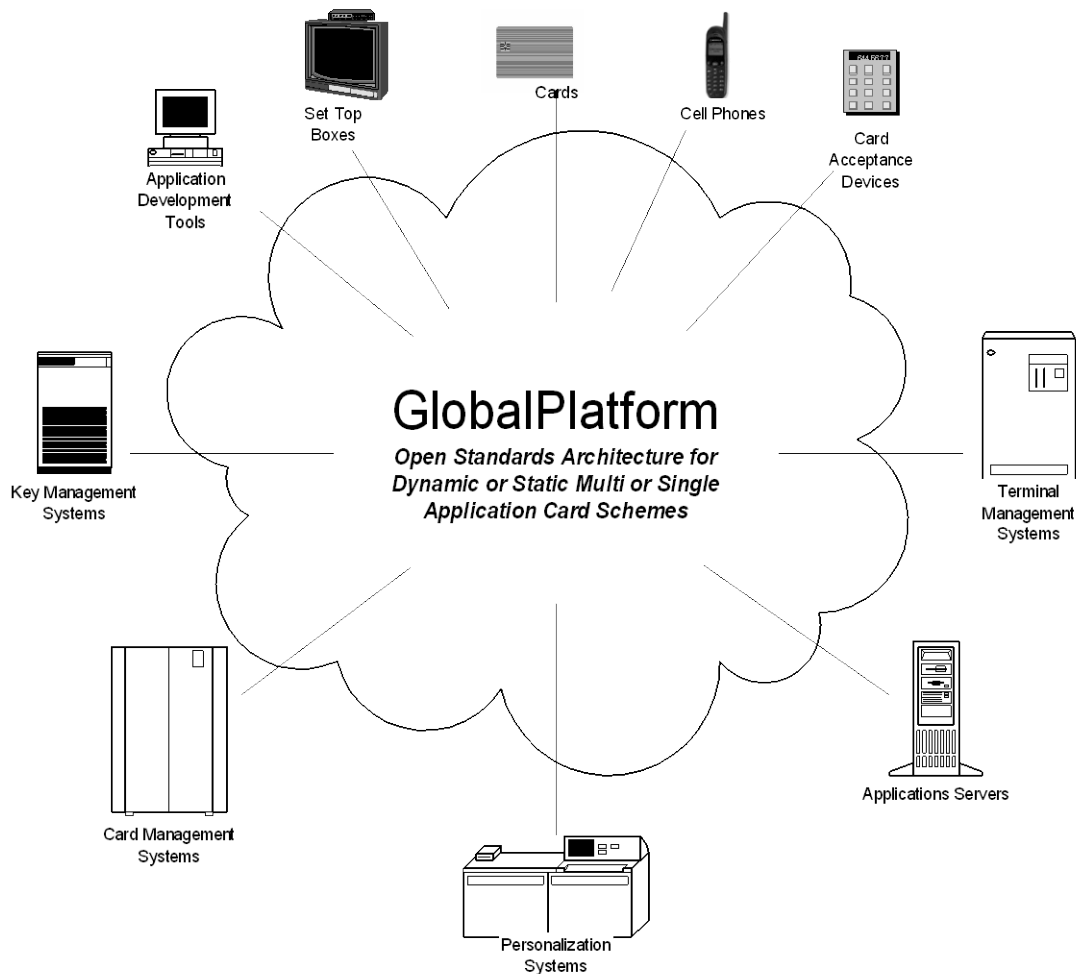 Cards
Set Top
Boxes
Cell Phones
Card
Acceptance
Devices
Application
Development
Tools
GlobalPlatform
Open Standards Architecture for
Dynamic or Static Multi or Single
Application Card Schemes
Key Management
Systems
Terminal
Management
Systems
Applications Servers
Card Management
Systems
Personalization
Systems